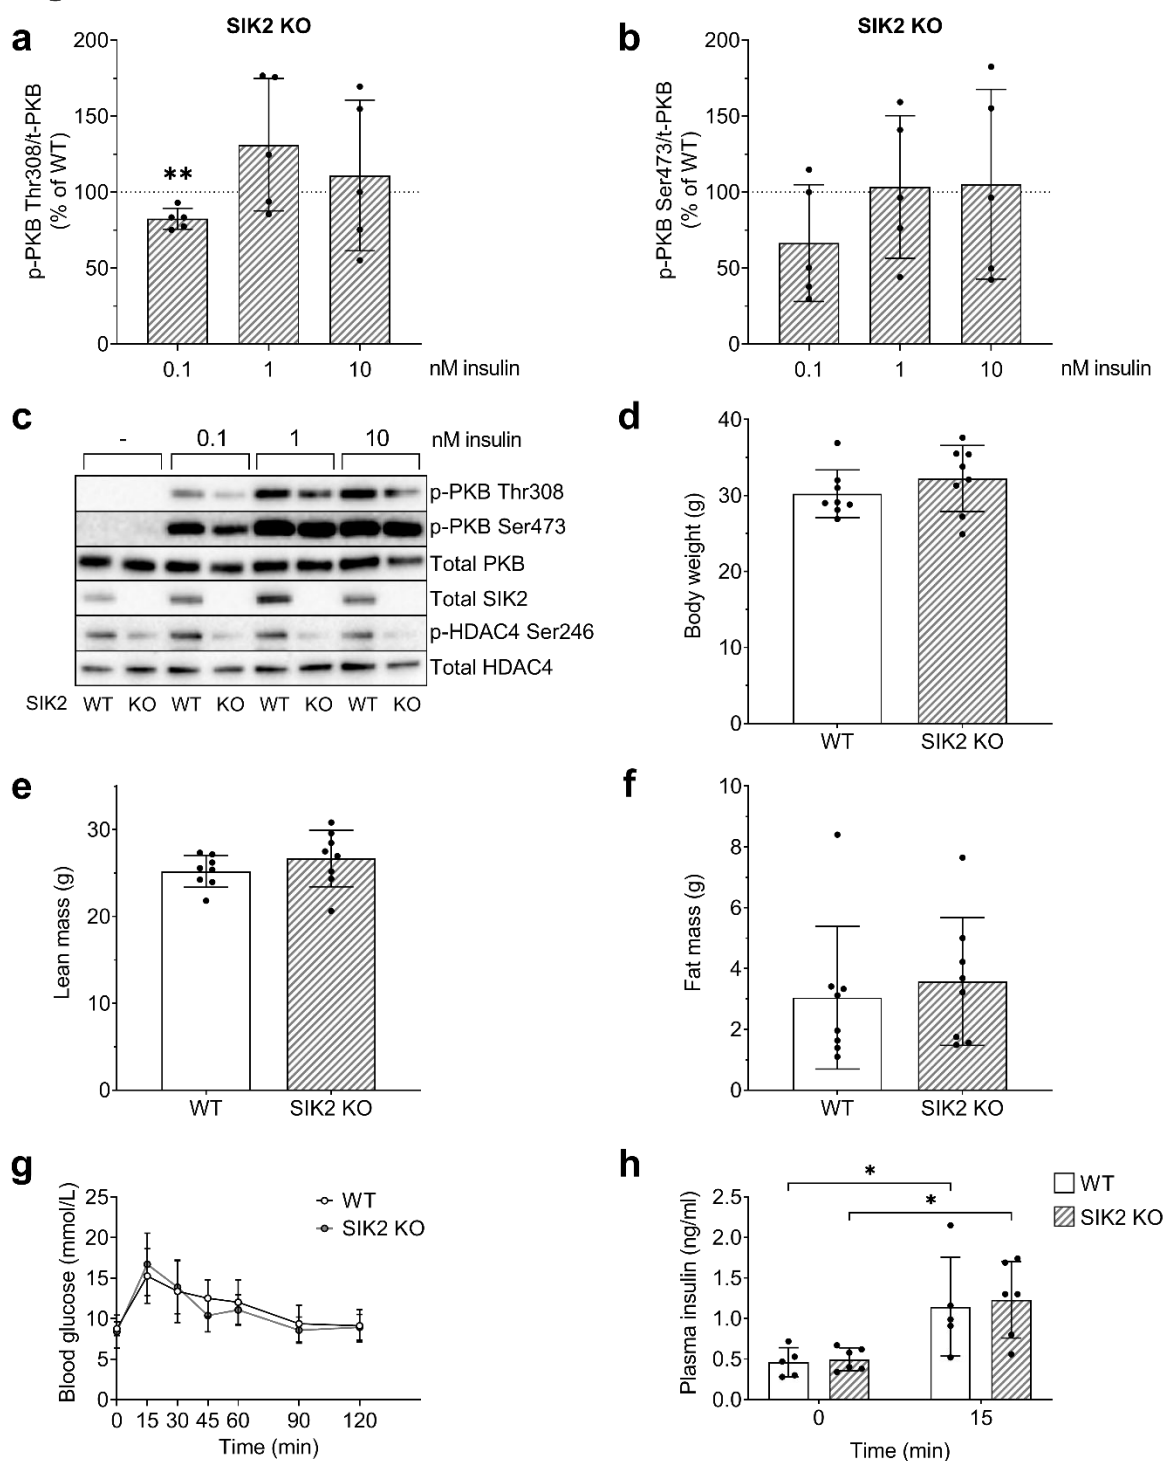 a
SIK2 KO
p-PKB Thr308/t-PKB
(% of WT)
200
150
100
50
0
**
0.1 1 10 nM insulin
b
SIK2 KO
p-PKB Ser473/t-PKB
(% of WT)
200
150
100
50
0
0.1 1 10 nM insulin
c
- 0.1 1 10 nM insulin
p-PKB Thr308
p-PKB Ser473
Total PKB
Total SIK2
p-HDAC4 Ser246
Total HDAC4
SIK2 WT KO WT KO WT KO WT KO
d
Body weight (g)
40
30
20
10
0
WT SIK2 KO
e
Lean mass (g)
30
20
10
0
WT SIK2 KO
f
Fat mass (g)
10
8
6
4
2
0
WT SIK2 KO
g
Blood glucose (mmol/L)
25
20
15
10
5
0
WT
SIK2 KO
0 15 30 45 60 90 120
Time (min)
h
Plasma insulin (ng/ml)
2.5
2.0
1.5
1.0
0.5
0.0
*
*
WT
SIK2 KO
0 15
Time (min)